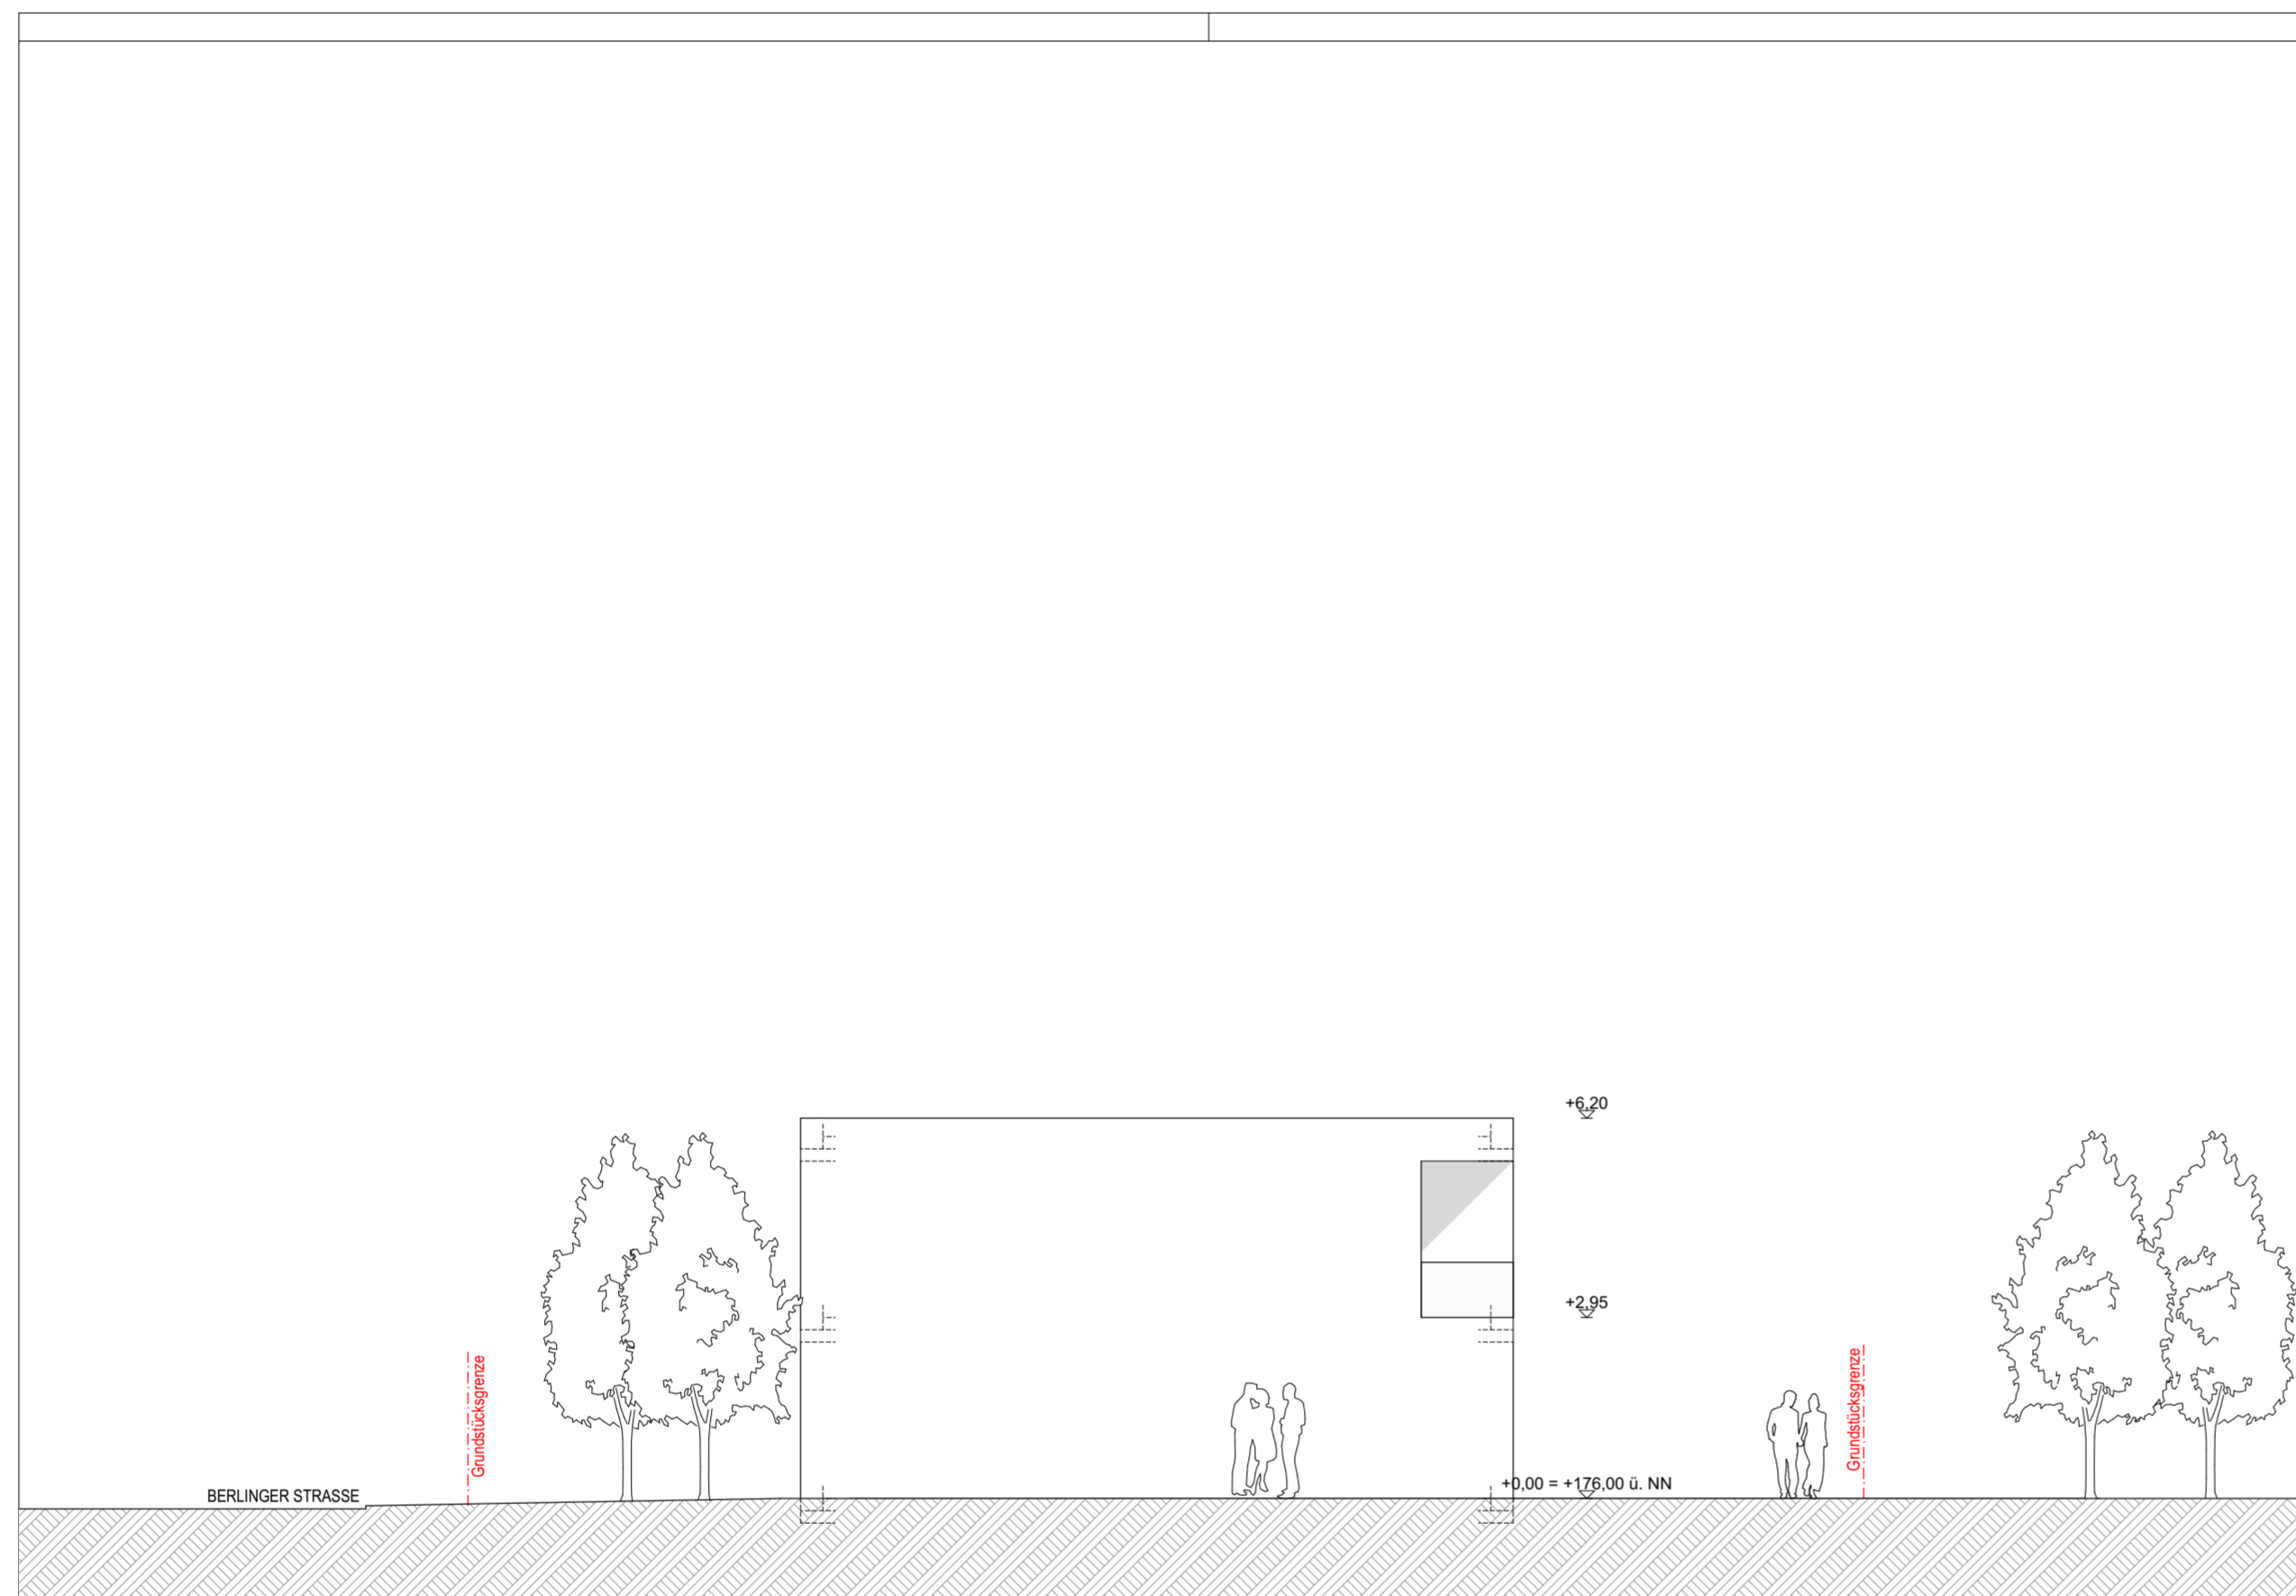 +6,20
+2,95
Grundstücksgrenze
Grundstücksgrenze
BERLINGER STRASSE
+0,00 = +176,00 ü. NN